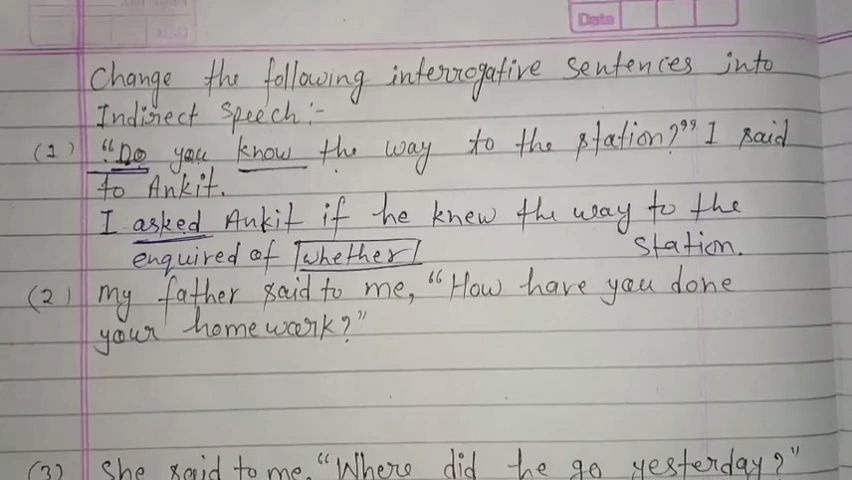 Data
Change the following interrogative sentences into
Indirect speech :-
(1) "Do you know the way to the station?" I said
to Ankit.
I asked Ankit if he knew the way to the
station.
enquired of whether
(2) My father said to me, "How have you done
your homework?"
(3) She said to me, "Where did he go yesterday?"